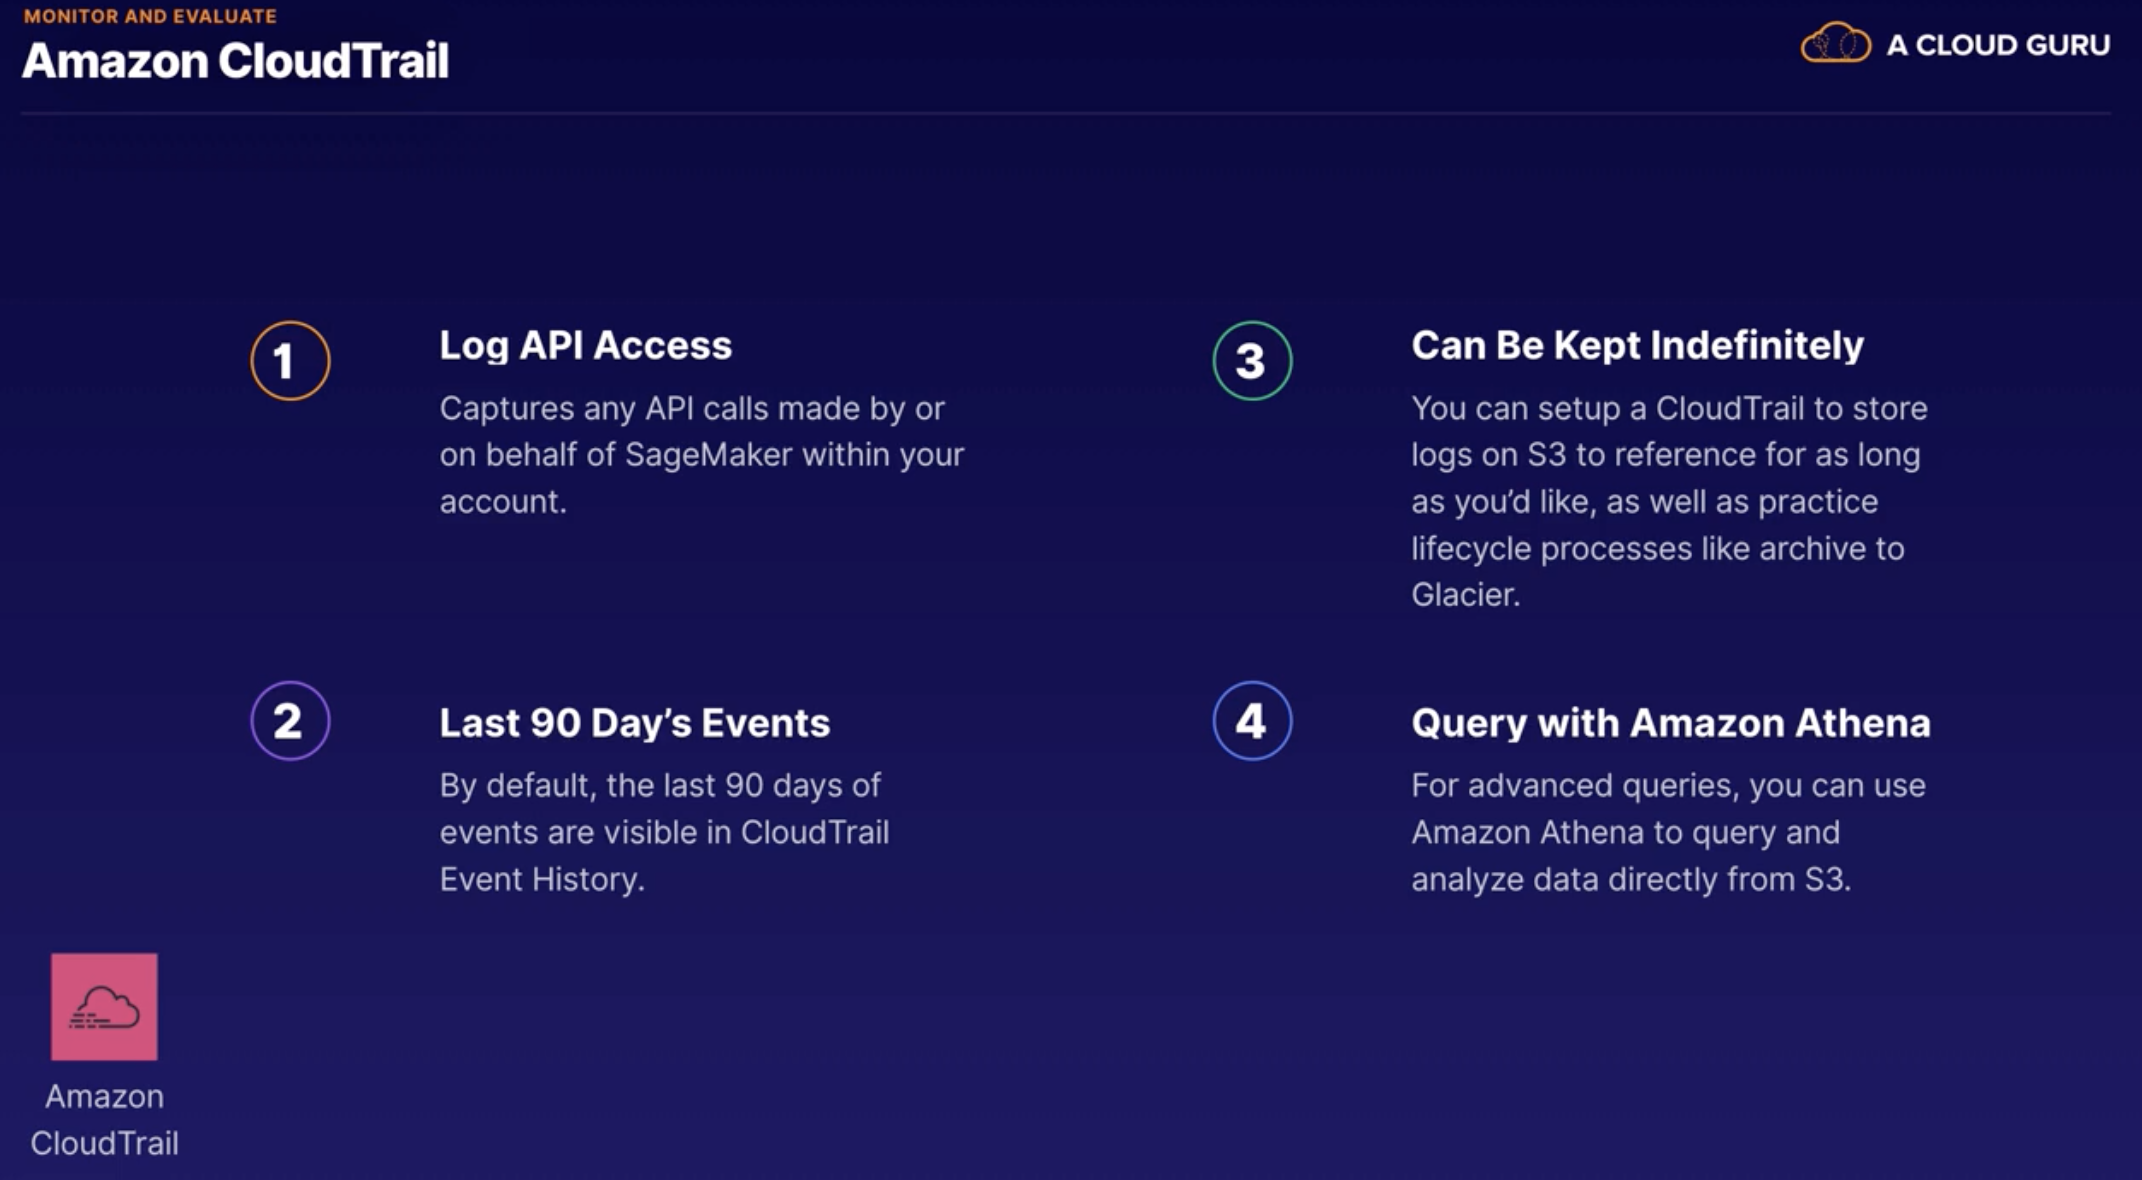 MONITOR AND EVALUATE
Amazon CloudTrail
A CLOUD GURU
1
Log API Access
Captures any API calls made by or
on behalf of SageMaker within your
account.
2
Last 90 Day’s Events
By default, the last 90 days of
events are visible in CloudTrail
Event History.
3
Can Be Kept Indefinitely
You can setup a CloudTrail to store
logs on S3 to reference for as long
as you’d like, as well as practice
lifecycle processes like archive to
Glacier.
4
Query with Amazon Athena
For advanced queries, you can use
Amazon Athena to query and
analyze data directly from S3.
Amazon
CloudTrail